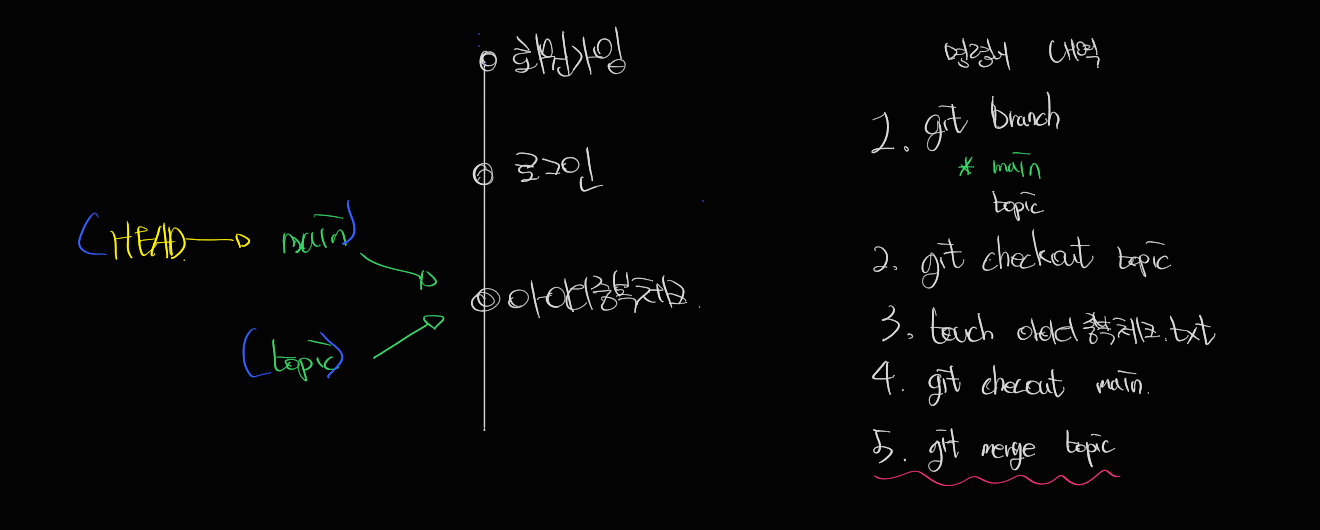 회원가입
로그인
(HEAD → main)
아이디중복체크.
(topic)
명령어 내역
1. git branch
* main
topic
2. git checkout topic
3. touch 아이디중복체크.txt
4. git checout main.
5. git merge topic